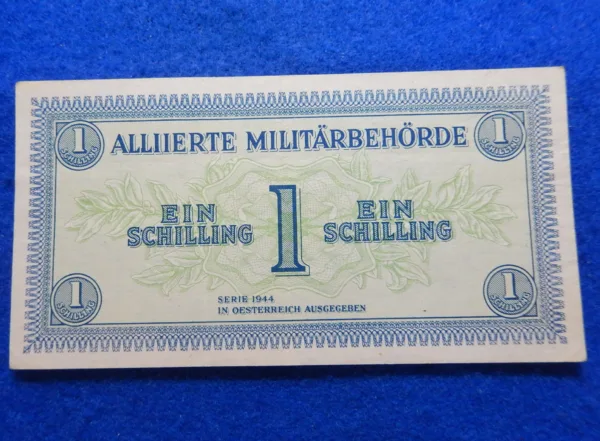 1
SCHILLING
ALLIIERTE MILITÄRBEHÖRDE
1
SCHILLING
EIN
SCHILLING
1
EIN
SCHILLING
1
SCHILLING
SERIE 1944
IN OESTERREICH AUSGEGEBEN
1
SCHILLING